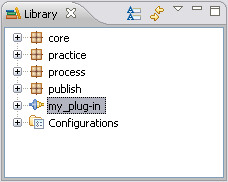 Library
core
practice
process
publish
my_plug-in
Configurations